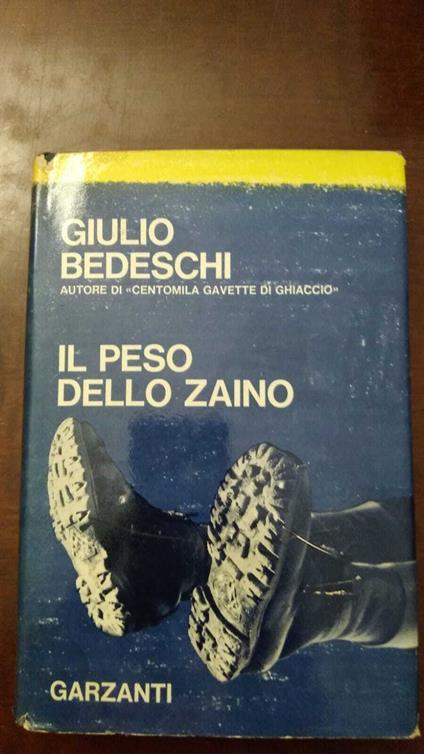 GIULIO
BEDESCHI
AUTORE DI «CENTOMILA GAVETTE DI GHIACCIO»
IL PESO
DELLO ZAINO
GARZANTI